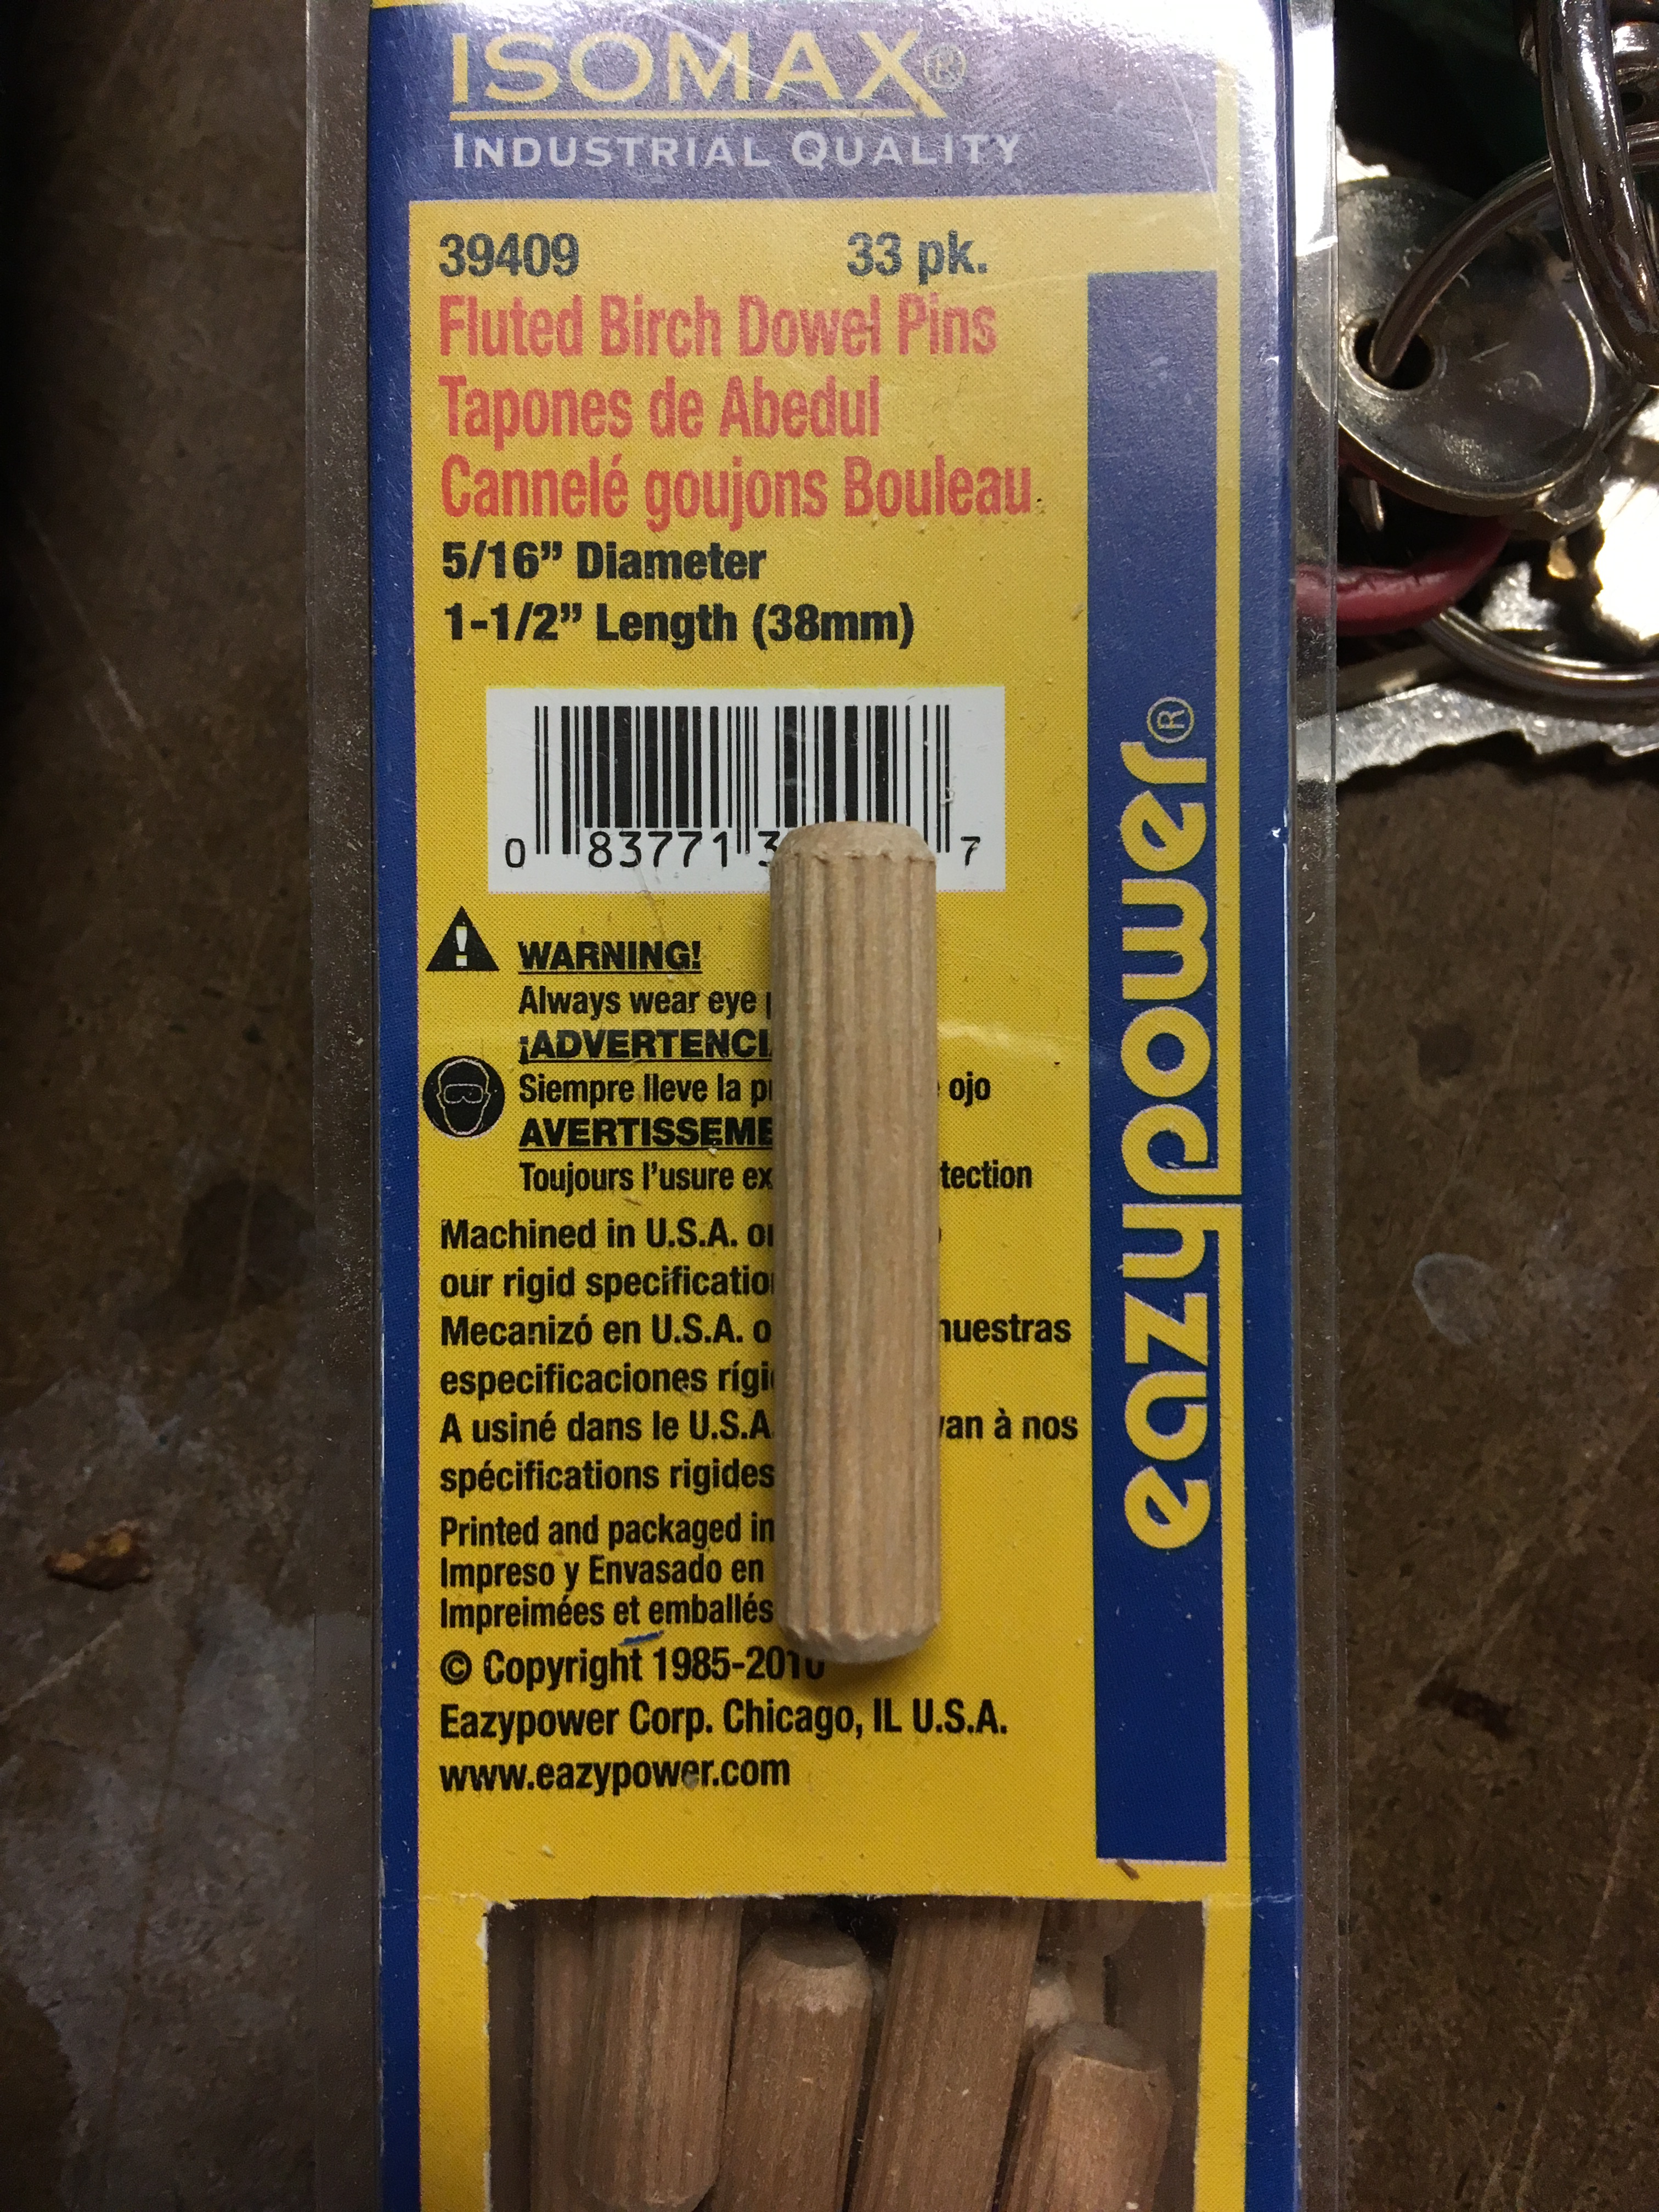 ISOMAX®
INDUSTRIAL QUALITY
39409 33 pk.
Fluted Birch Dowel Pins
Tapones de Abedul
Cannelé goujons Bouleau
5/16” Diameter
1-1/2” Length (38mm)
0 83771 3 7
WARNING!
Always wear eye
¡ADVERTENCI
Siempre lleve la ojo
AVERTISSEME
Toujours l’usure tection
Machined in U.S.A.
our rigid
Mecanizó en U.S.A. nuestras
especificaciones
A usiné dans le U.S.A. à nos
spécifications rigides
Printed and packaged in
Impreso y Envasado en
Impreimées et emballés
© Copyright 1985-2010
Eazypower Corp. Chicago, IL U.S.A.
www.eazypower.com
eazypower®